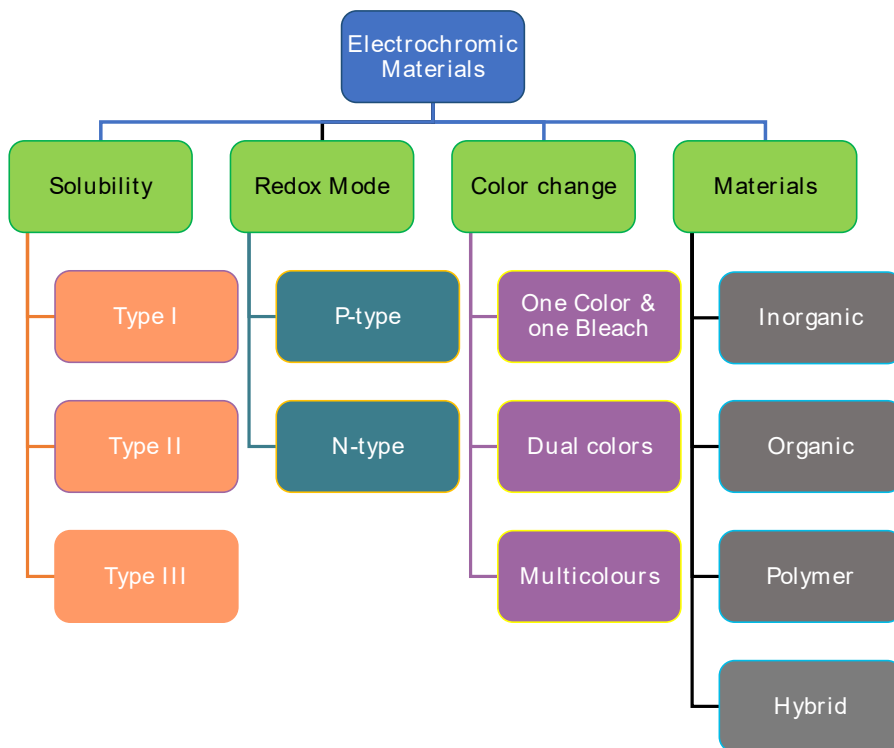 Electrochromic
Materials
Solubility
Redox Mode
Color change
Materials
Type I
Type II
Type III
P-type
N-type
One Color &
one Bleach
Dual colors
Multicolours
Inorganic
Organic
Polymer
Hybrid